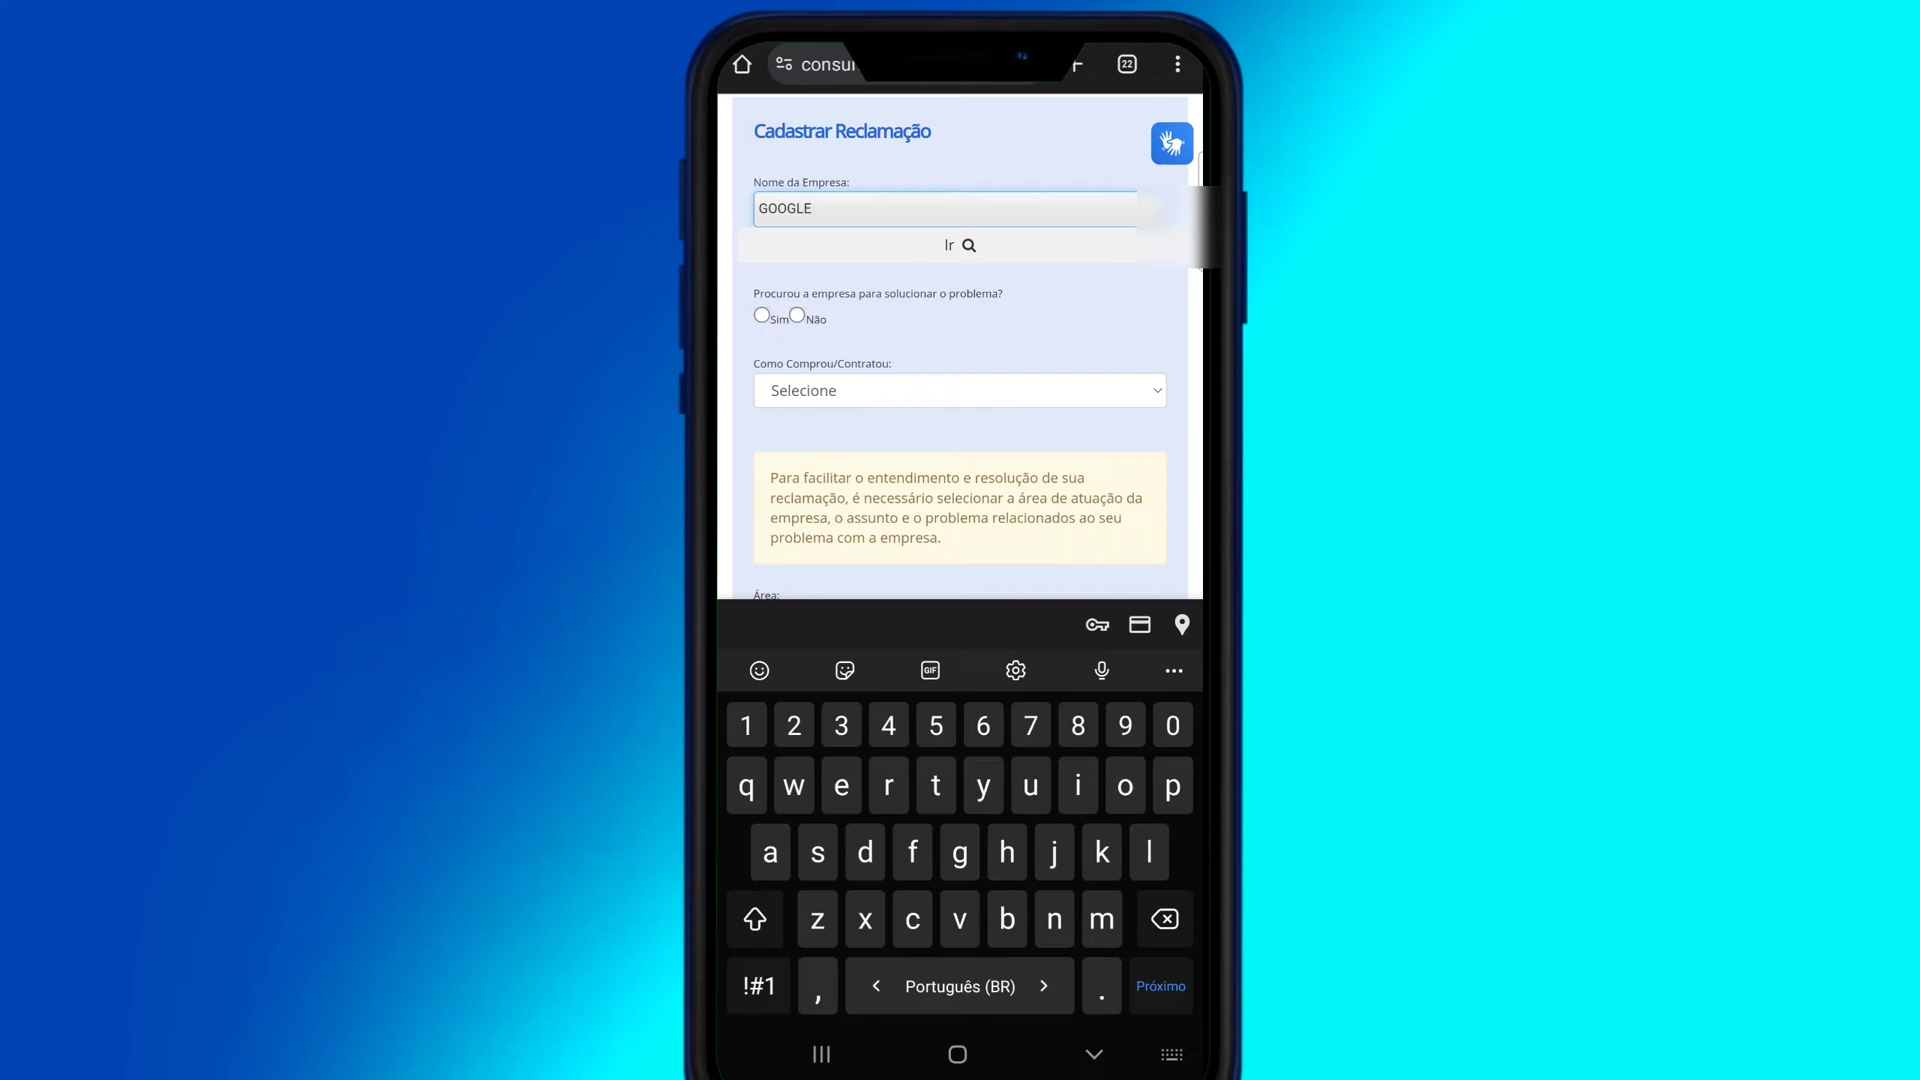 consu
22
Cadastrar Reclamação
Nome da Empresa:
GOOGLE
Ir
Procurou a empresa para solucionar o problema?
Sim Não
Como Comprou/Contratou:
Selecione
Para facilitar o entendimento e resolução de sua
reclamação, é necessário selecionar a área de atuação da
empresa, o assunto e o problema relacionados ao seu
problema com a empresa.
Área:
GIF
1 2 3 4 5 6 7 8 9 0
q w e r t y u i o p
a s d f g h j k l
z x c v b n m
!#1 , < Português (BR) > . Próximo